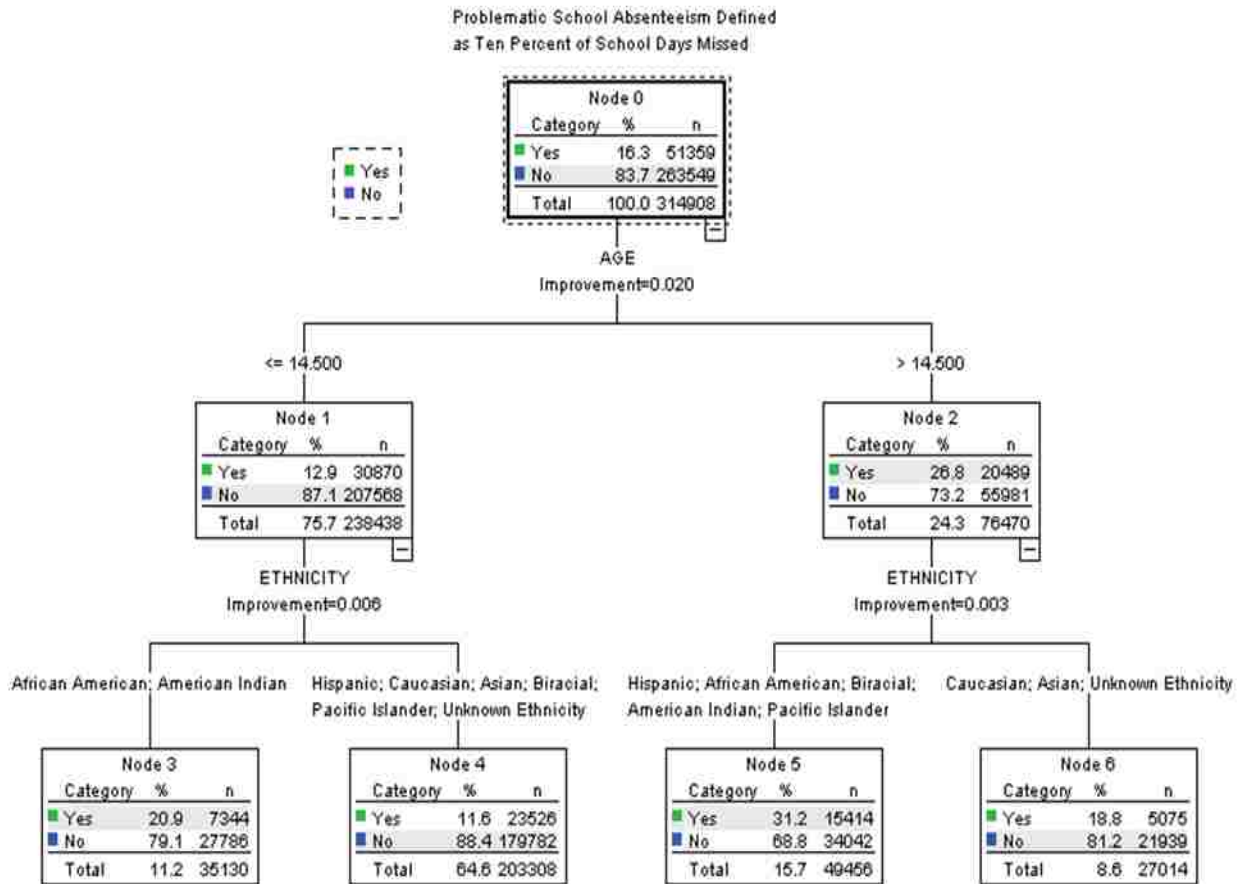 Problematic School Absenteeism Defined
as Ten Percent of School Days Missed
Node 0
Category % n
Yes 16.3 51359
No 83.7 263549
Total 100.0 314908
Yes
No
AGE
Improvement=0.020
<= 14.500
> 14.500
Node 1
Category % n
Yes 12.9 30870
No 87.1 207568
Total 75.7 238438
Node 2
Category % n
Yes 26.8 20489
No 73.2 55981
Total 24.3 76470
ETHNICITY
Improvement=0.006
ETHNICITY
Improvement=0.003
African American; American Indian
Hispanic; Caucasian; Asian; Biracial;
Pacific Islander; Unknown Ethnicity
Hispanic; African American; Biracial;
American Indian; Pacific Islander
Caucasian; Asian; Unknown Ethnicity
Node 3
Category % n
Yes 20.9 7344
No 79.1 27786
Total 11.2 35130
Node 4
Category % n
Yes 11.6 23526
No 88.4 179782
Total 64.6 203308
Node 5
Category % n
Yes 31.2 15414
No 68.8 34042
Total 15.7 49456
Node 6
Category % n
Yes 18.8 5075
No 81.2 21939
Total 8.6 27014